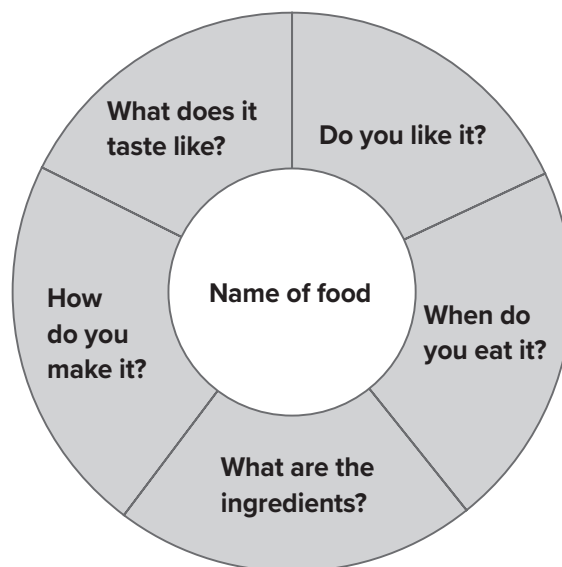 What does it
taste like?
Do you like it?
How
do you
make it?
Name of food
When do
you eat it?
What are the
ingredients?